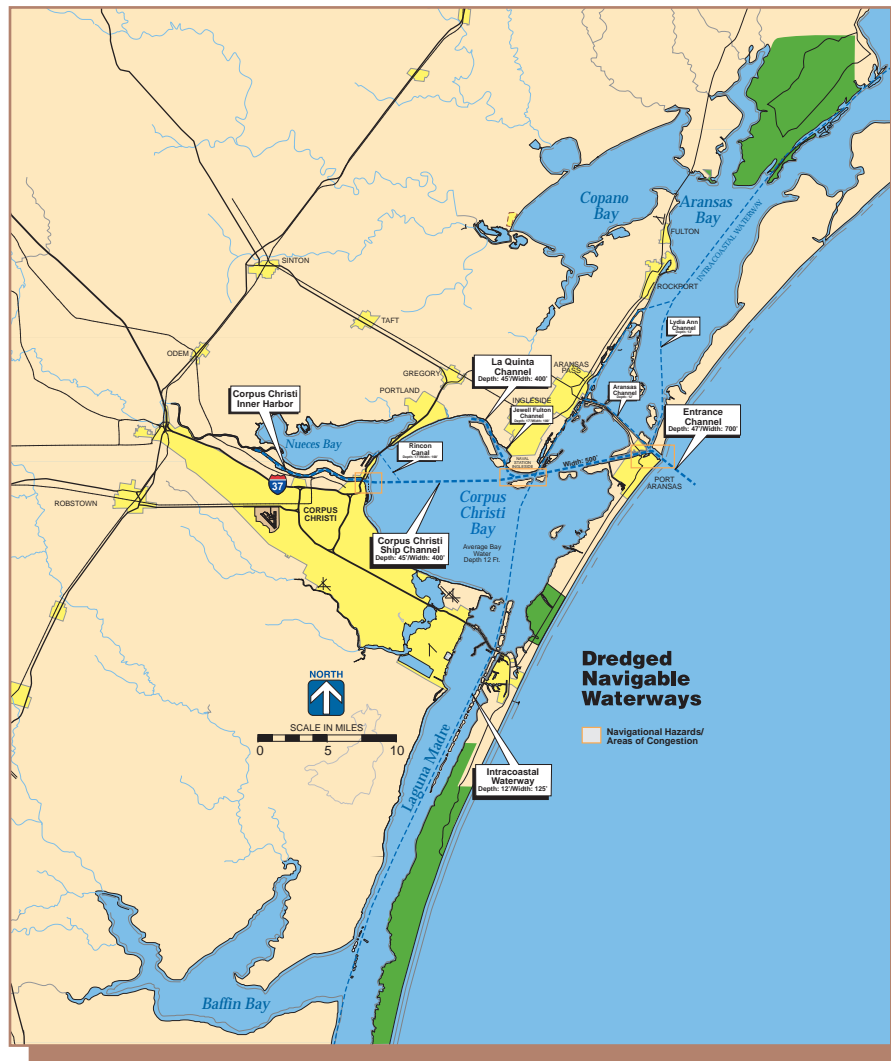 Copano
Bay
Aransas
Bay
FULTON
INTRACOASTAL WATERWAY
SINTON
ROCKPORT
TAFT
Lydia Ann
Channel
ODEM
La Quinta
Channel
Depth: 45'/Width: 400'
ARANSAS
PASS
GREGORY
Aransas
Channel
Corpus Christi
Inner Harbor
PORTLAND
INGLESIDE
Jewell Fulton
Channel
Entrance
Channel
Depth: 47'/Width: 700'
Nueces Bay
Rincon
Canal
NAVAL
STATION
INGLESIDE
Width: 500'
37
PORT
ARANSAS
ROBSTOWN
CORPUS
CHRISTI
Corpus
Christi
Bay
Corpus Christi
Ship Channel
Depth: 45'/Width: 400'
Average Bay
Water
Depth 12 Ft.
Dredged
Navigable
Waterways
NORTH
SCALE IN MILES
0 5 10
Navigational Hazards/
Areas of Congestion
Laguna Madre
Intracoastal
Waterway
Depth: 12'/Width: 125'
Baffin Bay